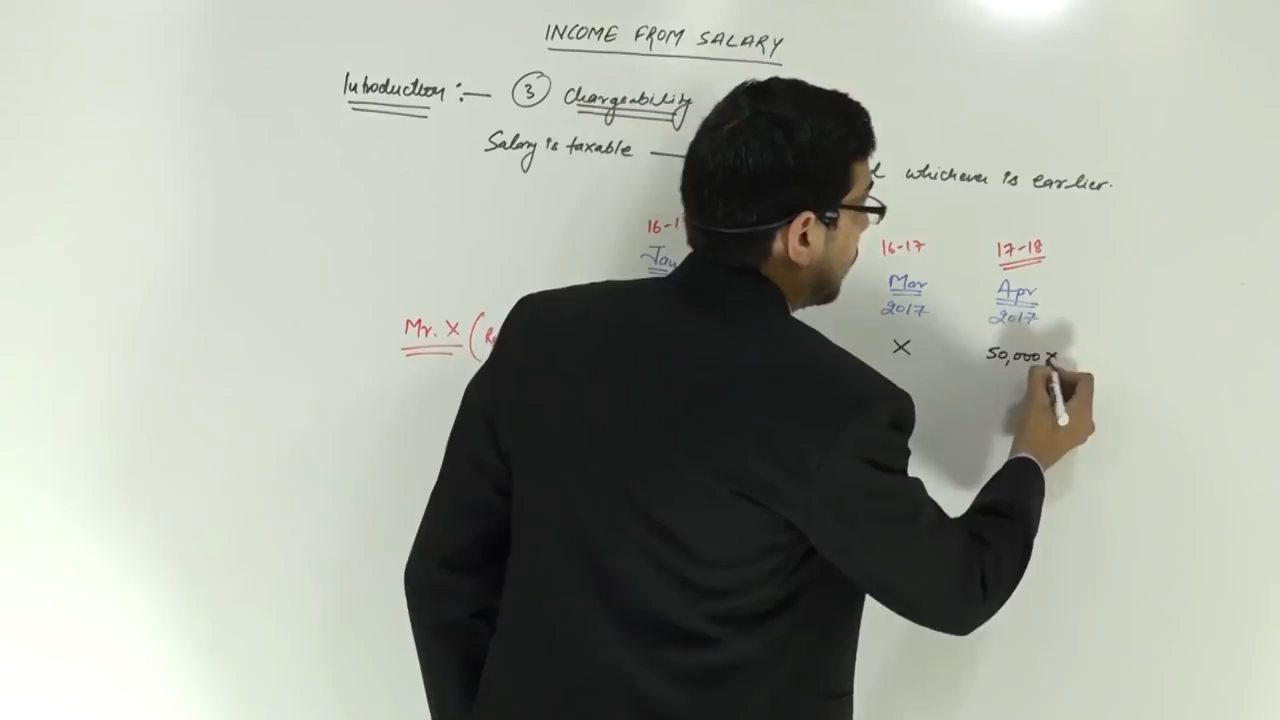 INCOME FROM SALARY
Introduction :— ③ Chargeability
Salary is taxable —
whichever is earlier.
16-1 16-17 17-18
Jan Mar Apr
2017 2017
Mr. X ( X 50,000 x